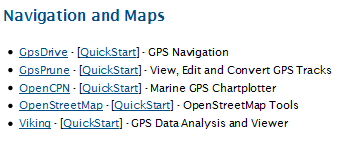 Navigation and Maps
• GpsDrive - [QuickStart] - GPS Navigation
• GpsPrune - [QuickStart] - View, Edit and Convert GPS Tracks
• OpenCPN - [QuickStart] - Marine GPS Chartplotter
• OpenStreetMap - [QuickStart] - OpenStreetMap Tools
• Viking - [QuickStart] - GPS Data Analysis and Viewer